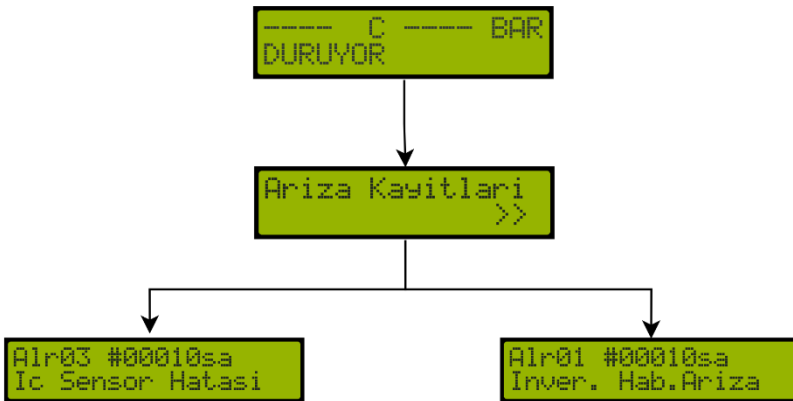 ---- C ---- BAR
DURUYOR
Ariza Kayitlari
>>
Alr03 #00010sa
Ic Sensor Hatasi
Alr01 #00010sa
Inver. Hab.Ariza